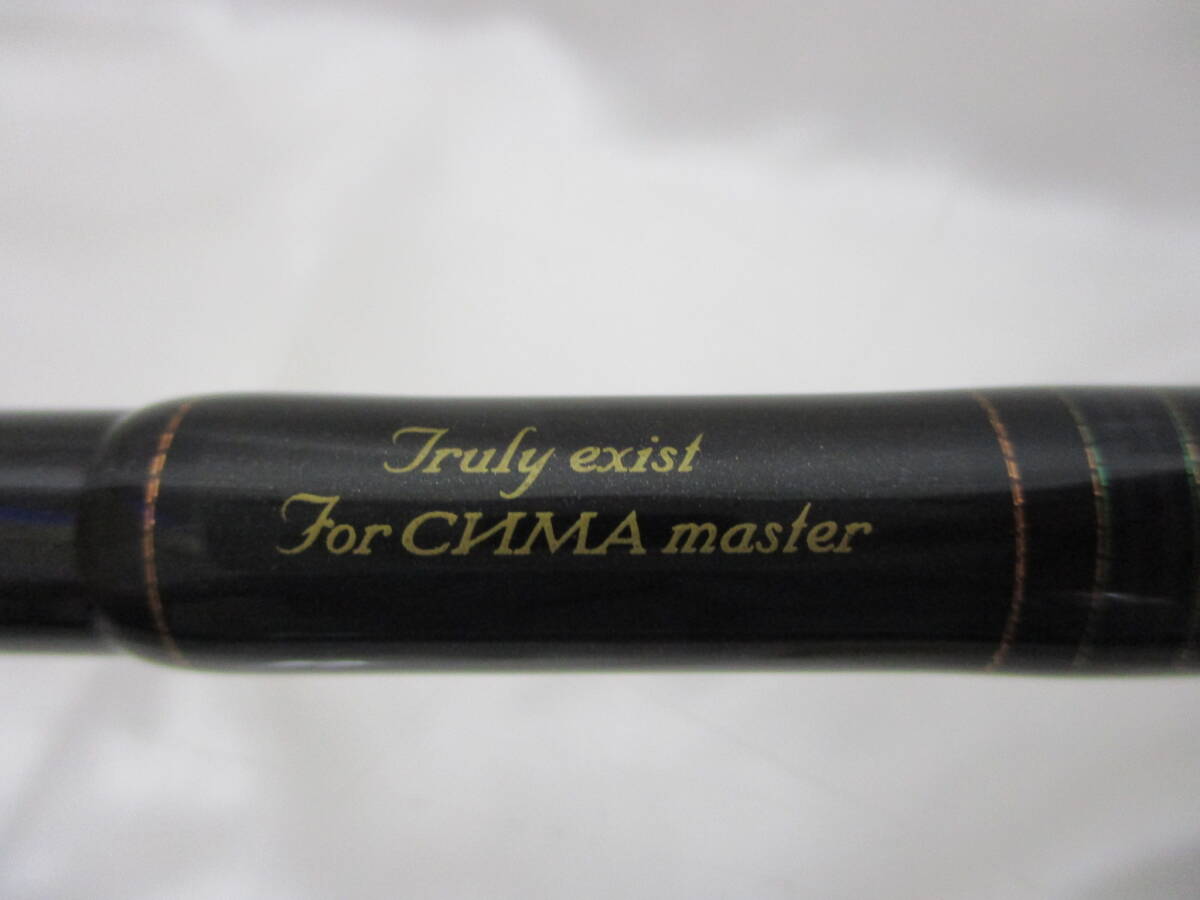 Truly exist
For CИMA master